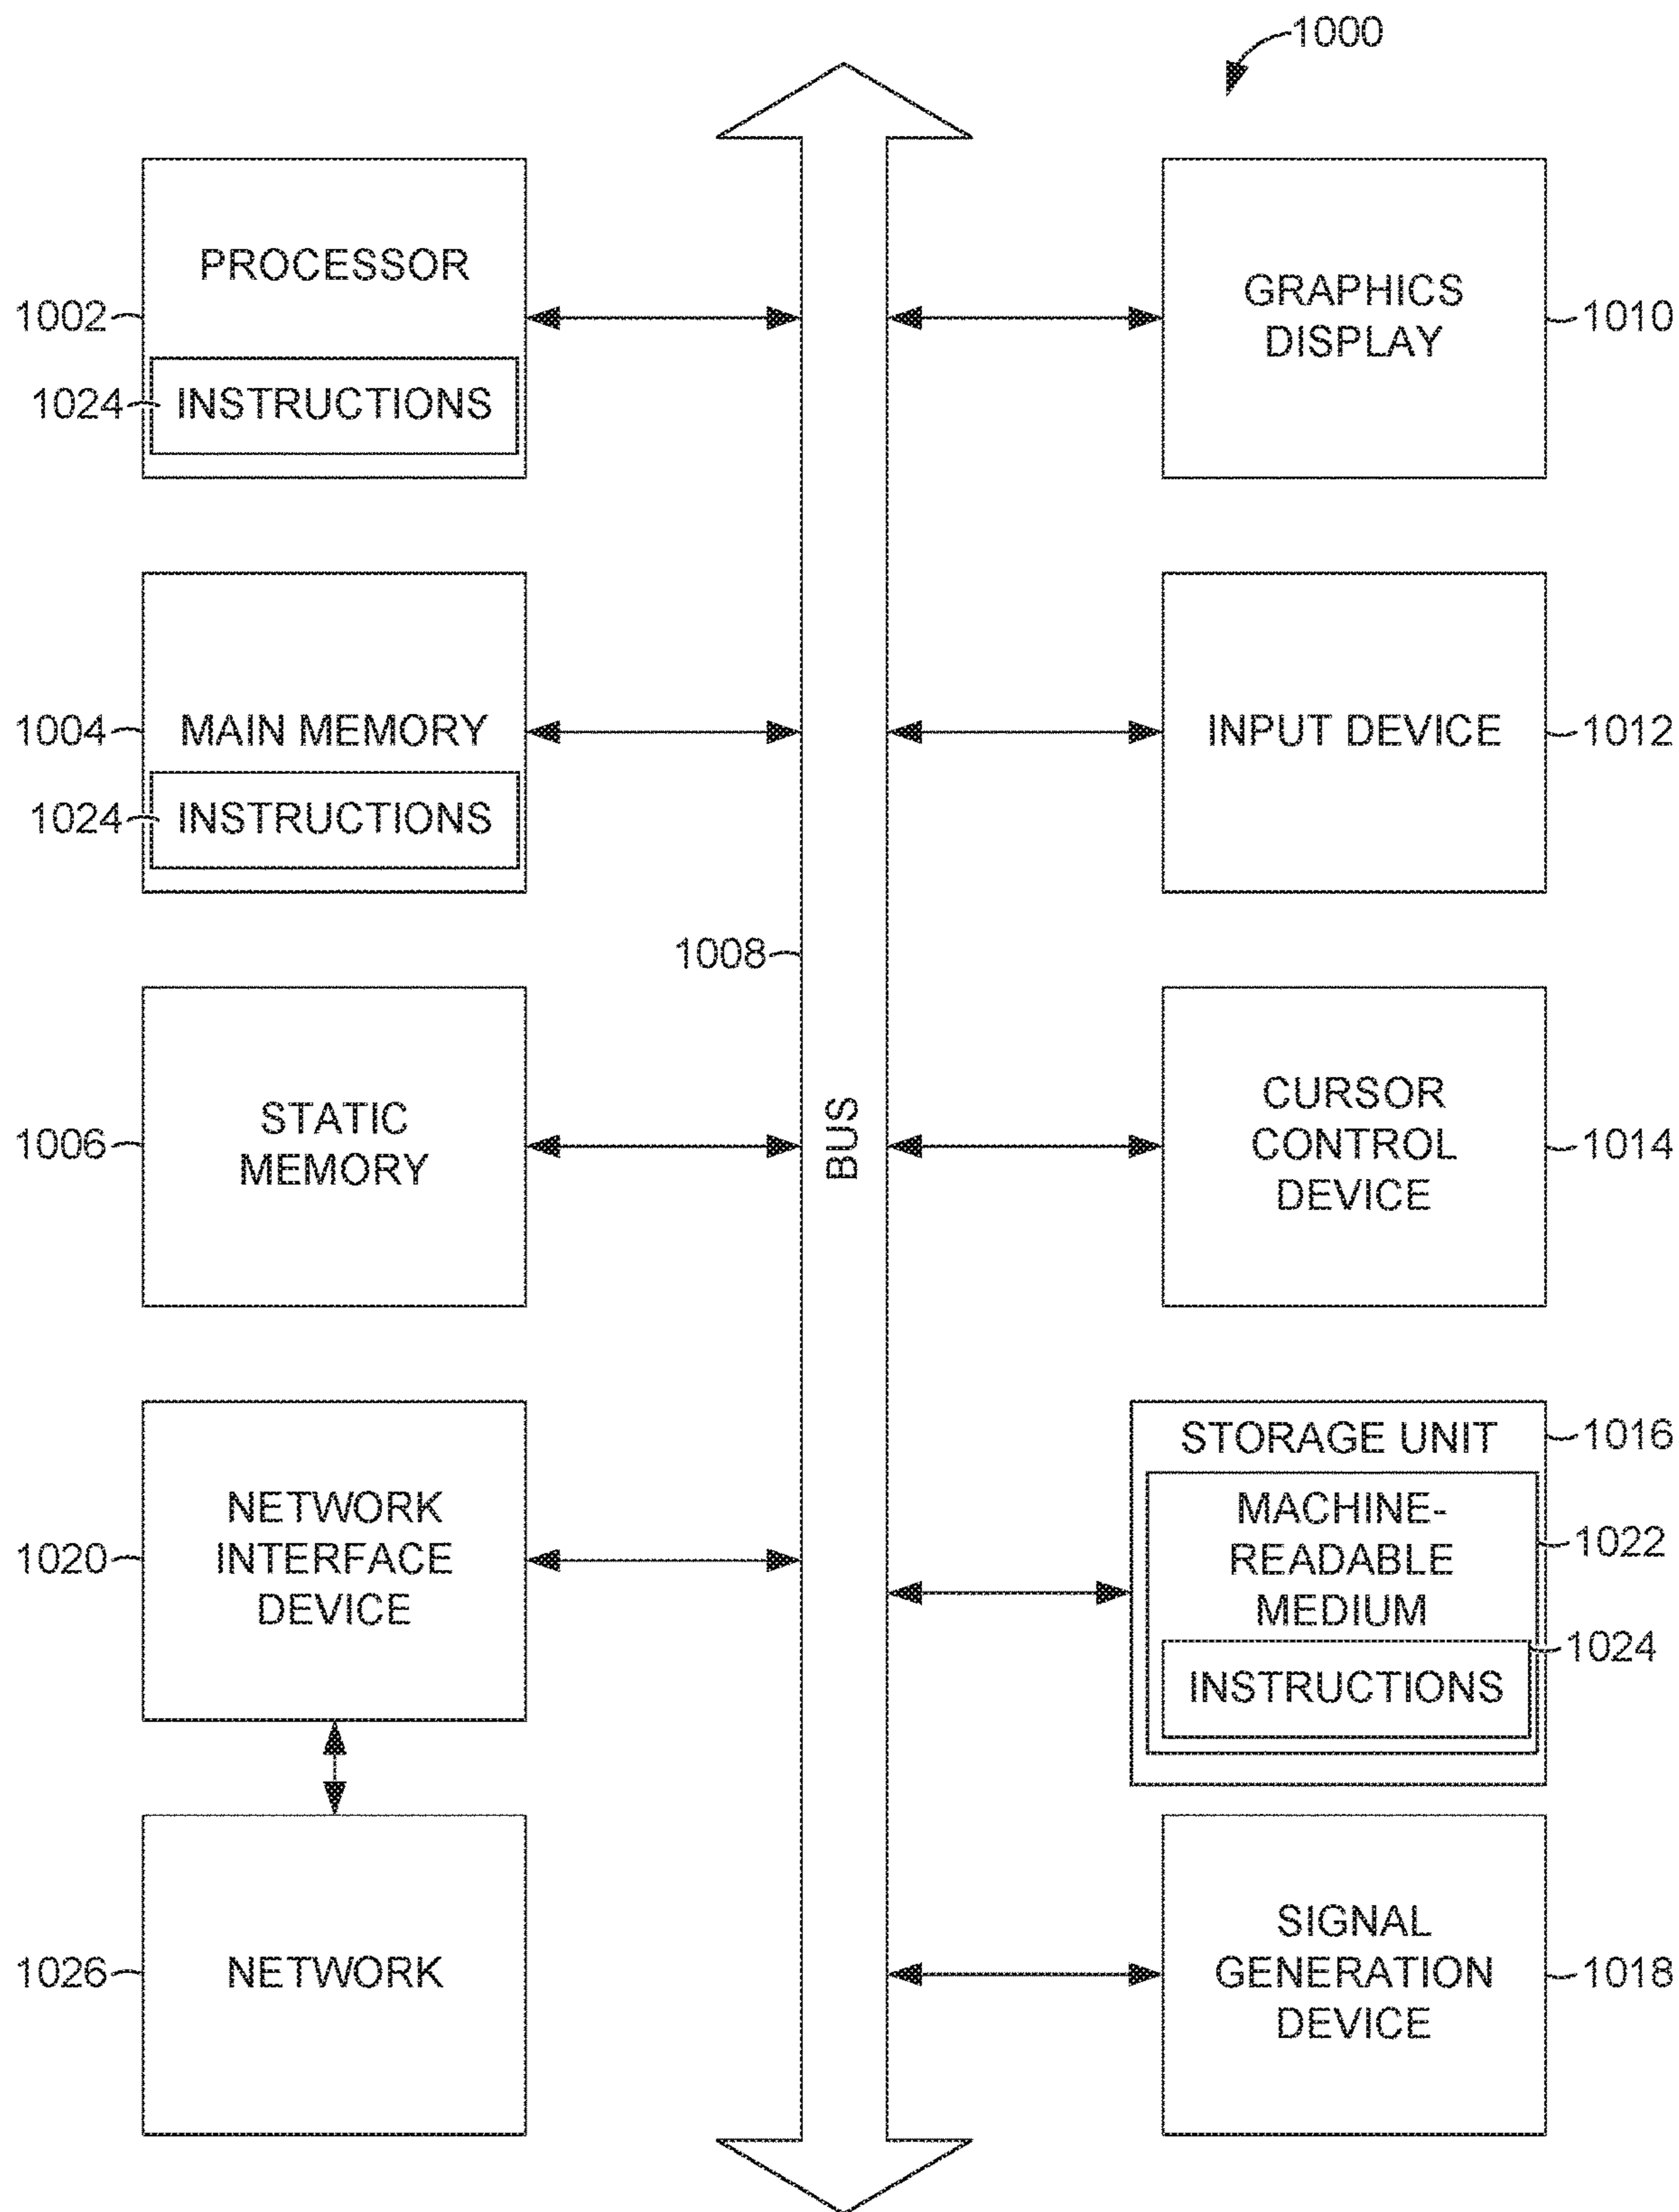 1000
PROCESSOR
1002
1024
INSTRUCTIONS
GRAPHICS
DISPLAY
1010
1004
MAIN MEMORY
1024
INSTRUCTIONS
INPUT DEVICE
1012
1008
BUS
1006
STATIC
MEMORY
CURSOR
CONTROL
DEVICE
1014
1020
NETWORK
INTERFACE
DEVICE
STORAGE UNIT
1016
MACHINE-
READABLE
MEDIUM
1022
1024
INSTRUCTIONS
1026
NETWORK
SIGNAL
GENERATION
DEVICE
1018